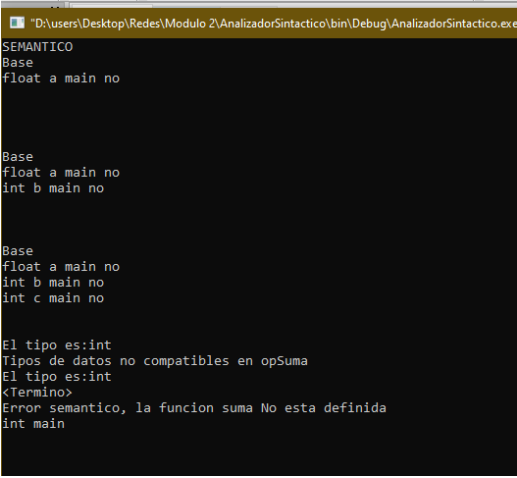 "D:\users\Desktop\Redes\Modulo 2\AnalizadorSintactico\bin\Debug\AnalizadorSintactico.exe
SEMANTICO
Base
float a main no
Base
float a main no
int b main no
Base
float a main no
int b main no
int c main no
El tipo es:int
Tipos de datos no compatibles en opSuma
El tipo es:int
<Termino>
Error semantico, la funcion suma No esta definida
int main